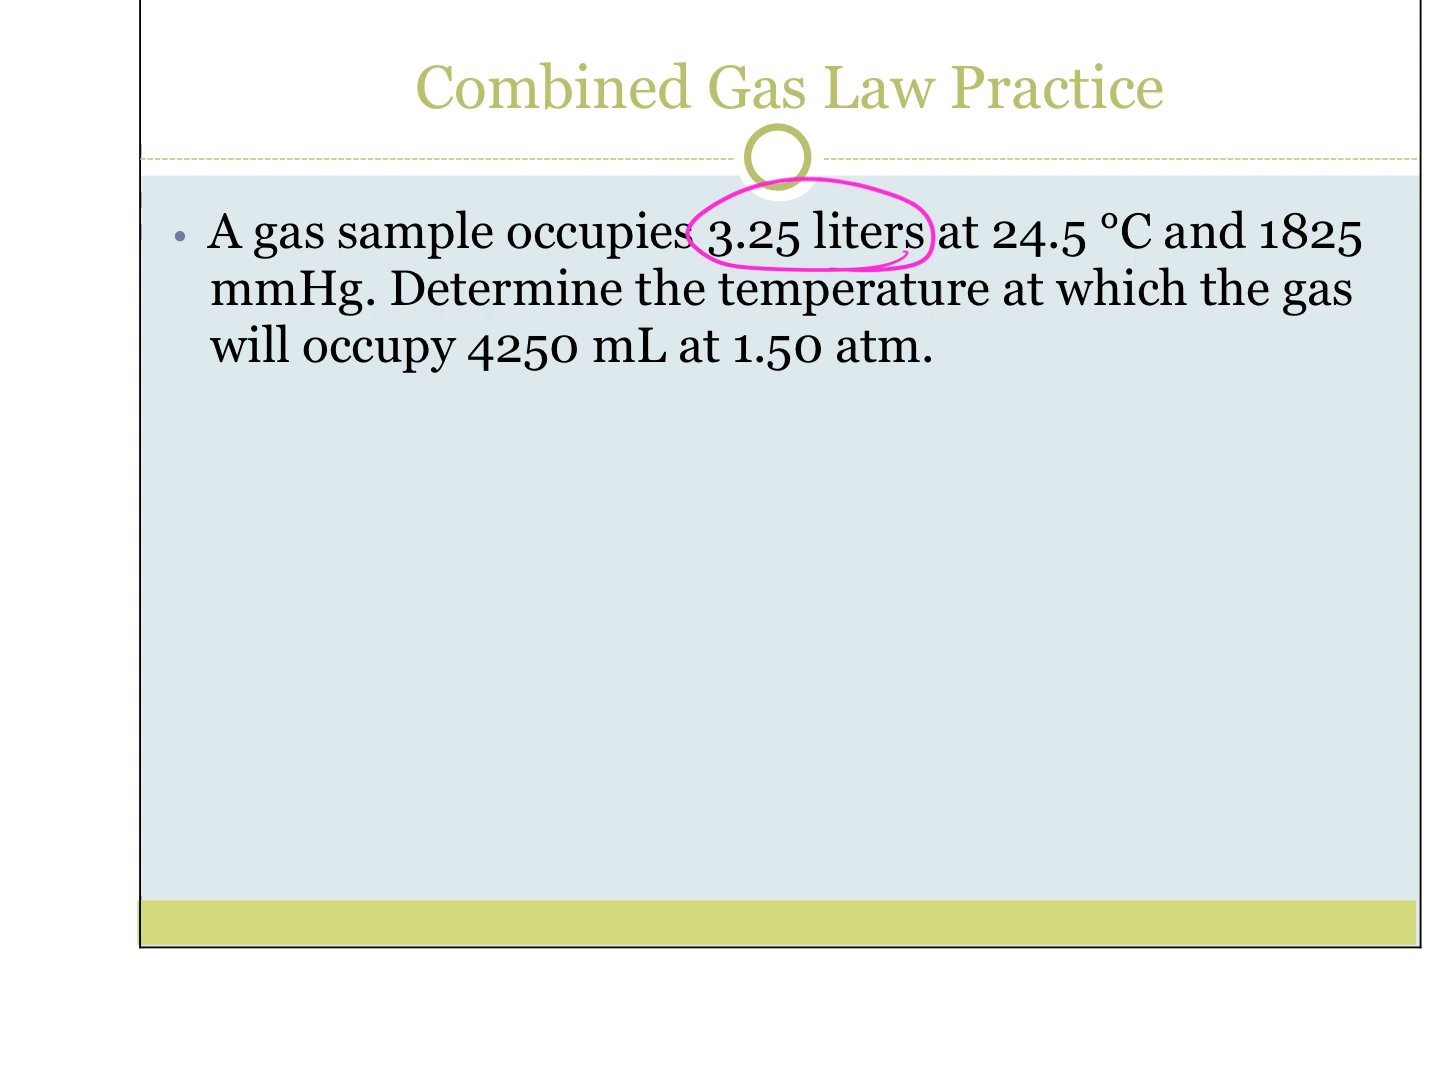 Combined Gas Law Practice
• A gas sample occupies 3.25 liters at 24.5 °C and 1825
mmHg. Determine the temperature at which the gas
will occupy 4250 mL at 1.50 atm.